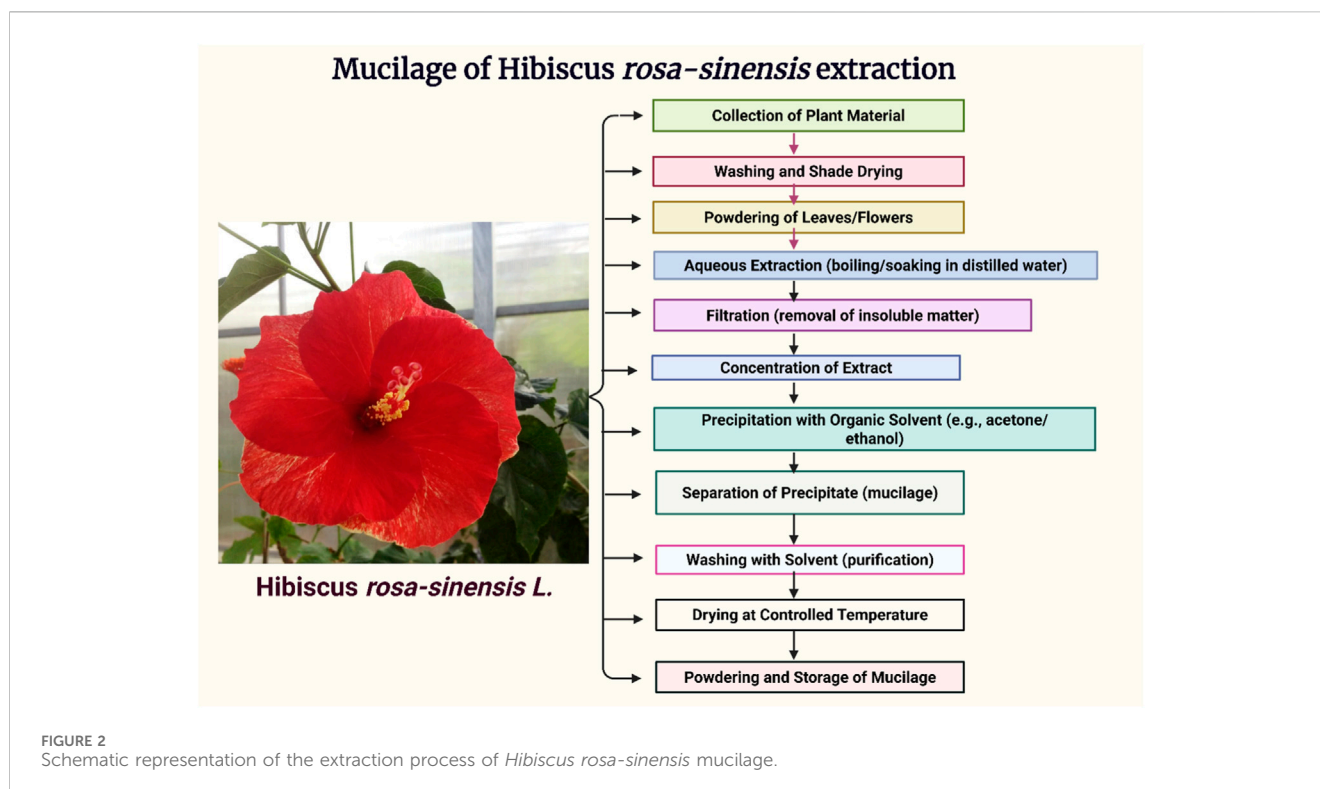 Mucilage of Hibiscus rosa-sinensis extraction
Collection of Plant Material
Washing and Shade Drying
Powdering of Leaves/Flowers
Aqueous Extraction (boiling/soaking in distilled water)
Filtration (removal of insoluble matter)
Concentration of Extract
Precipitation with Organic Solvent (e.g., acetone/
ethanol)
Separation of Precipitate (mucilage)
Washing with Solvent (purification)
Drying at Controlled Temperature
Powdering and Storage of Mucilage
Hibiscus rosa-sinensis L.
FIGURE 2
Schematic representation of the extraction process of Hibiscus rosa-sinensis mucilage.